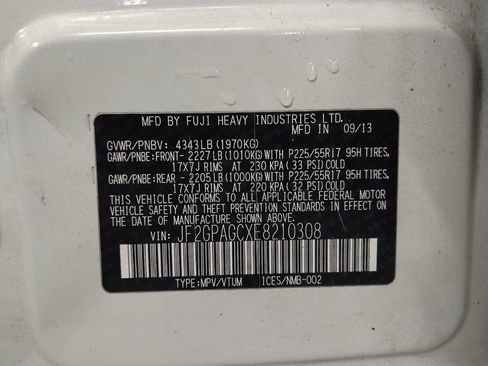 MFD BY FUJI HEAVY INDUSTRIES LTD.
MFD IN 09/13
GVWR/PNBV: 4343LB (1970KG)
GAWR/PNBE:FRONT- 2227LB (1010KG) WITH P225/55R17 95H TIRES,
17X7J RIMS AT 230 KPA (33 PSI) COLD
GAWR/PNBE:REAR - 2205LB (1000KG) WITH P225/55R17 95H TIRES,
17X7J RIMS AT 220 KPA (32 PSI) COLD
THIS VEHICLE CONFORMS TO ALL APPLICABLE FEDERAL MOTOR
VEHICLE SAFETY AND THEFT PREVENTION STANDARDS IN
EFFECT ON THE DATE OF MANUFACTURE SHOWN ABOVE.
VIN: JF2GPAGCXE8210308
TYPE:MPV/VTUM ICES/NMB-002